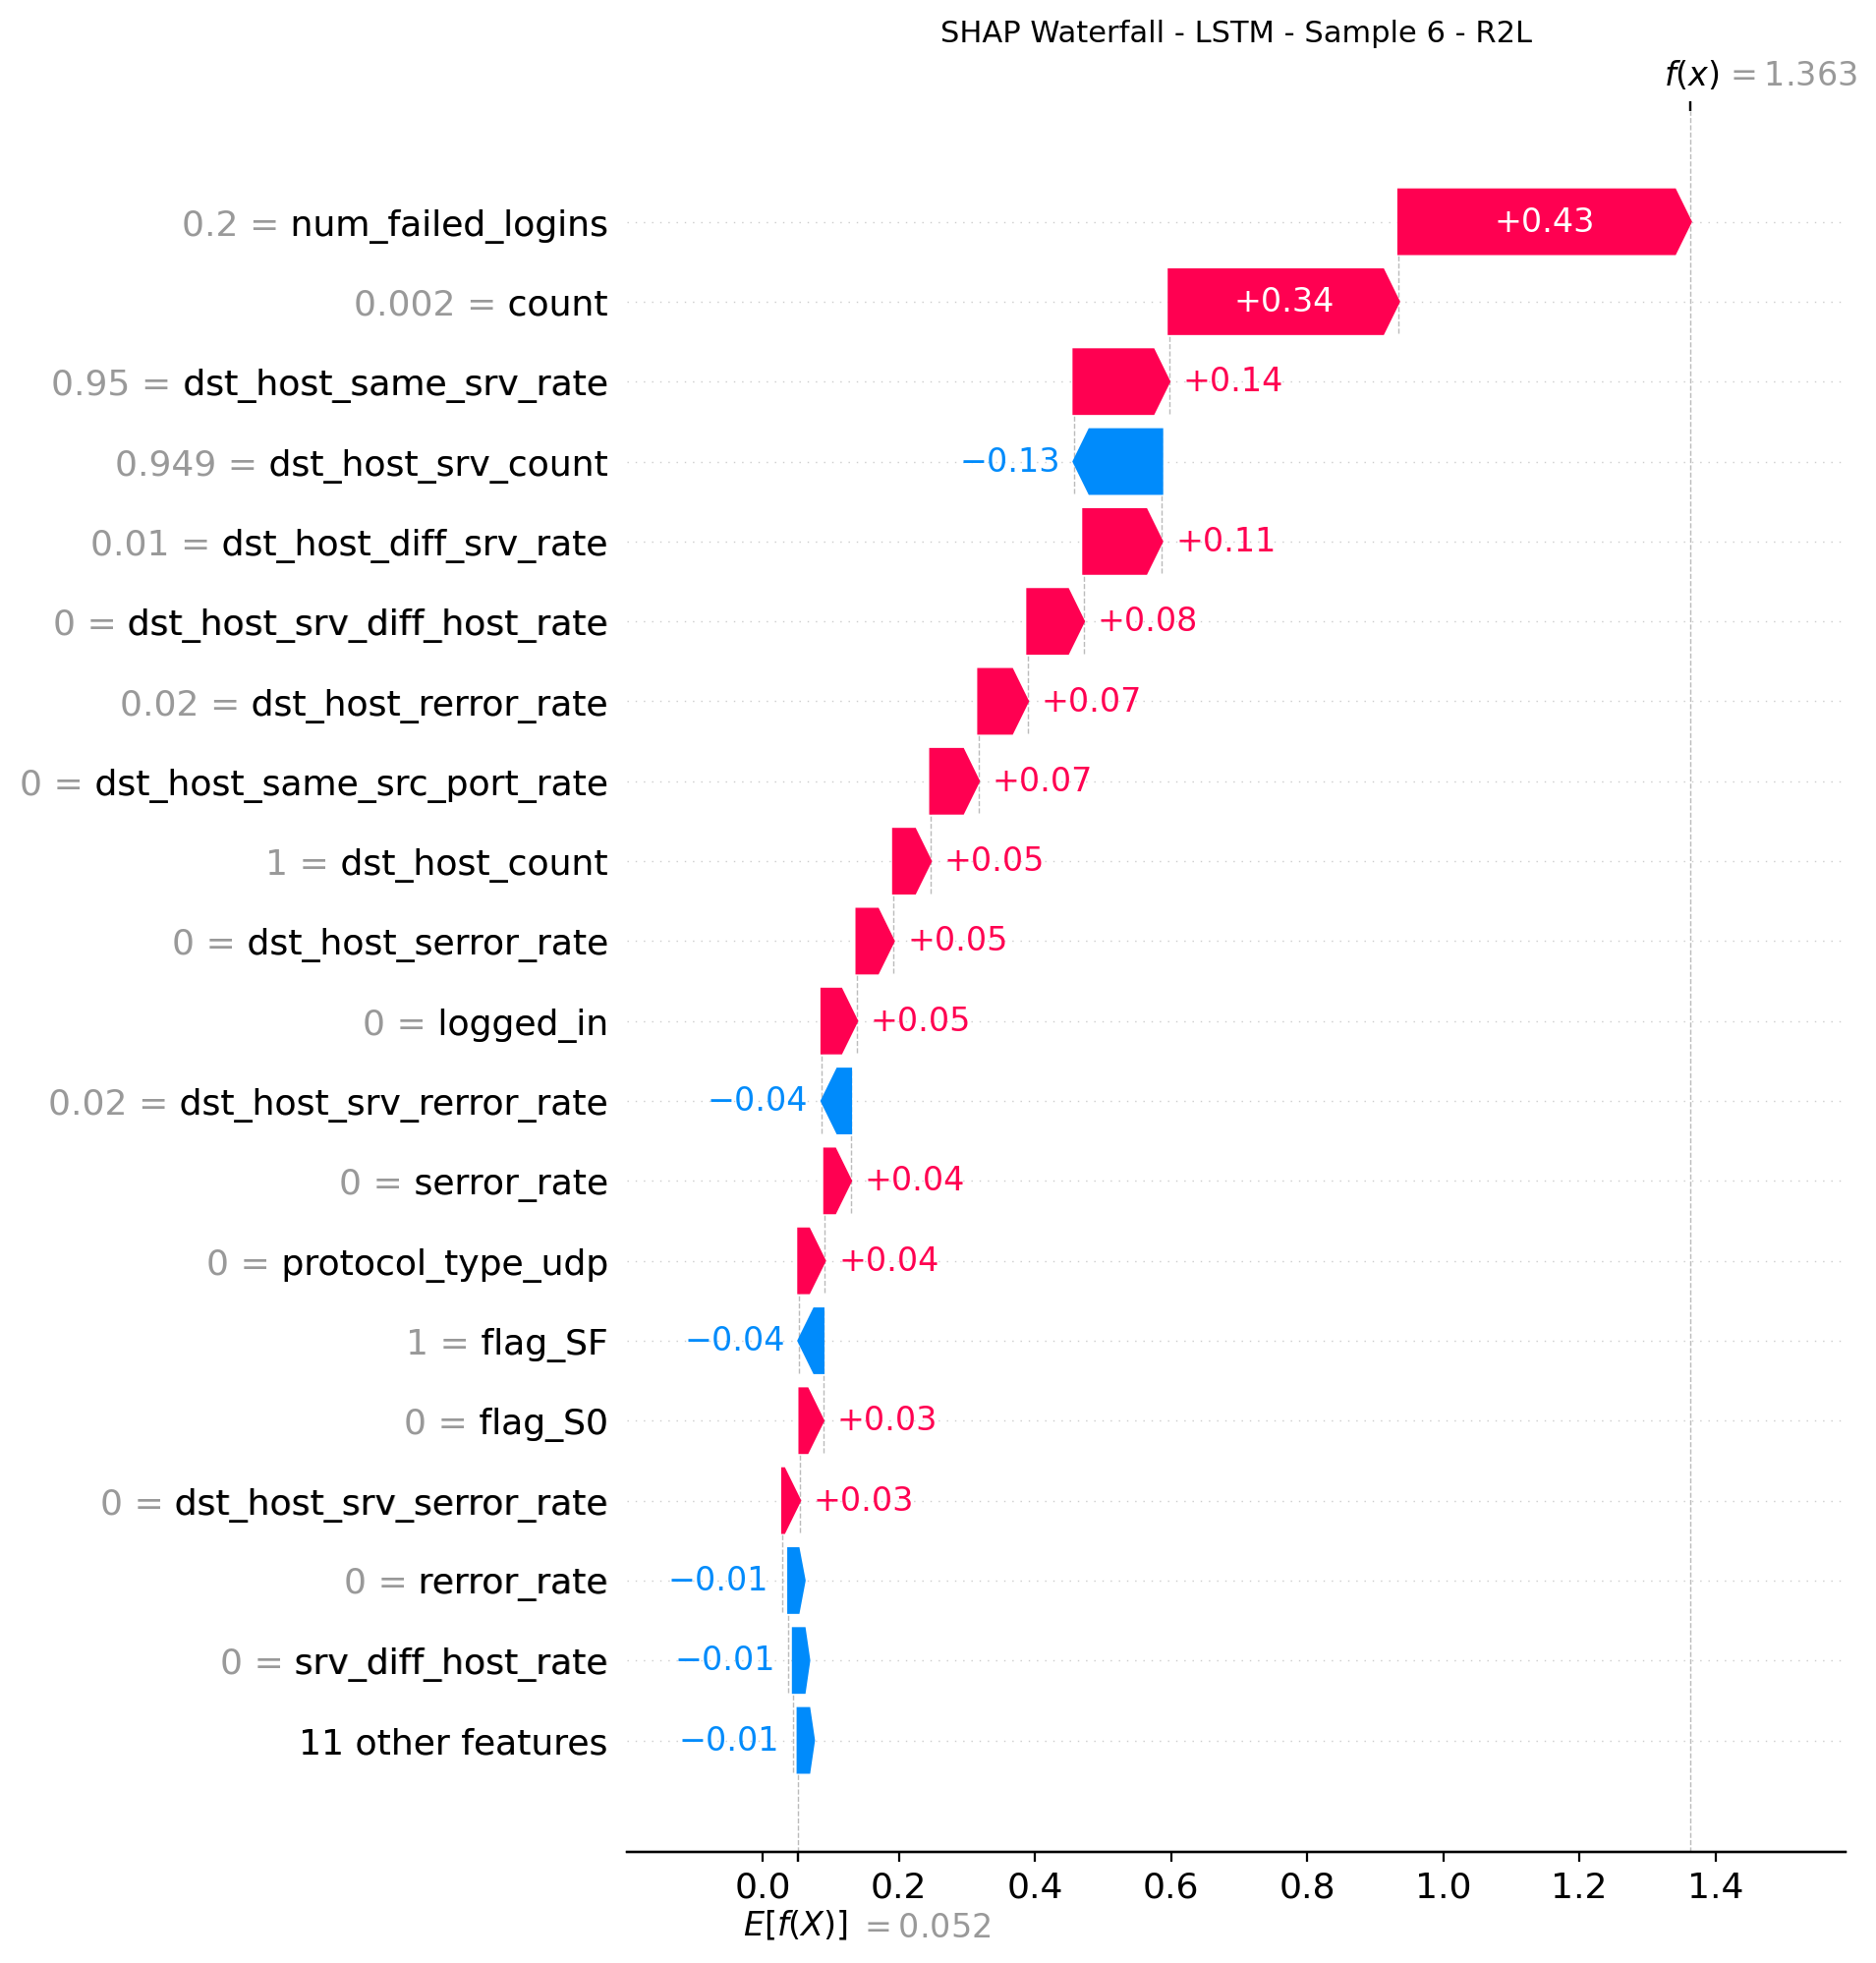 SHAP Waterfall - LSTM - Sample 6 - R2L
f(x) = 1.363
0.2 = num_failed_logins +0.43
0.002 = count +0.34
0.95 = dst_host_same_srv_rate +0.14
0.949 = dst_host_srv_count −0.13
0.01 = dst_host_diff_srv_rate +0.11
0 = dst_host_srv_diff_host_rate +0.08
0.02 = dst_host_rerror_rate +0.07
0 = dst_host_same_src_port_rate +0.07
1 = dst_host_count +0.05
0 = dst_host_serror_rate +0.05
0 = logged_in +0.05
0.02 = dst_host_srv_rerror_rate −0.04
0 = serror_rate +0.04
0 = protocol_type_udp +0.04
1 = flag_SF −0.04
0 = flag_S0 +0.03
0 = dst_host_srv_serror_rate +0.03
0 = rerror_rate −0.01
0 = srv_diff_host_rate −0.01
11 other features −0.01
0.0 0.2 0.4 0.6 0.8 1.0 1.2 1.4
E[f(X)] = 0.052